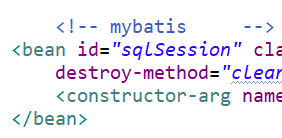 <!-- mybatis -->
<bean id="sqlSession" cla
destroy-method="clear
<constructor-arg name
</bean>